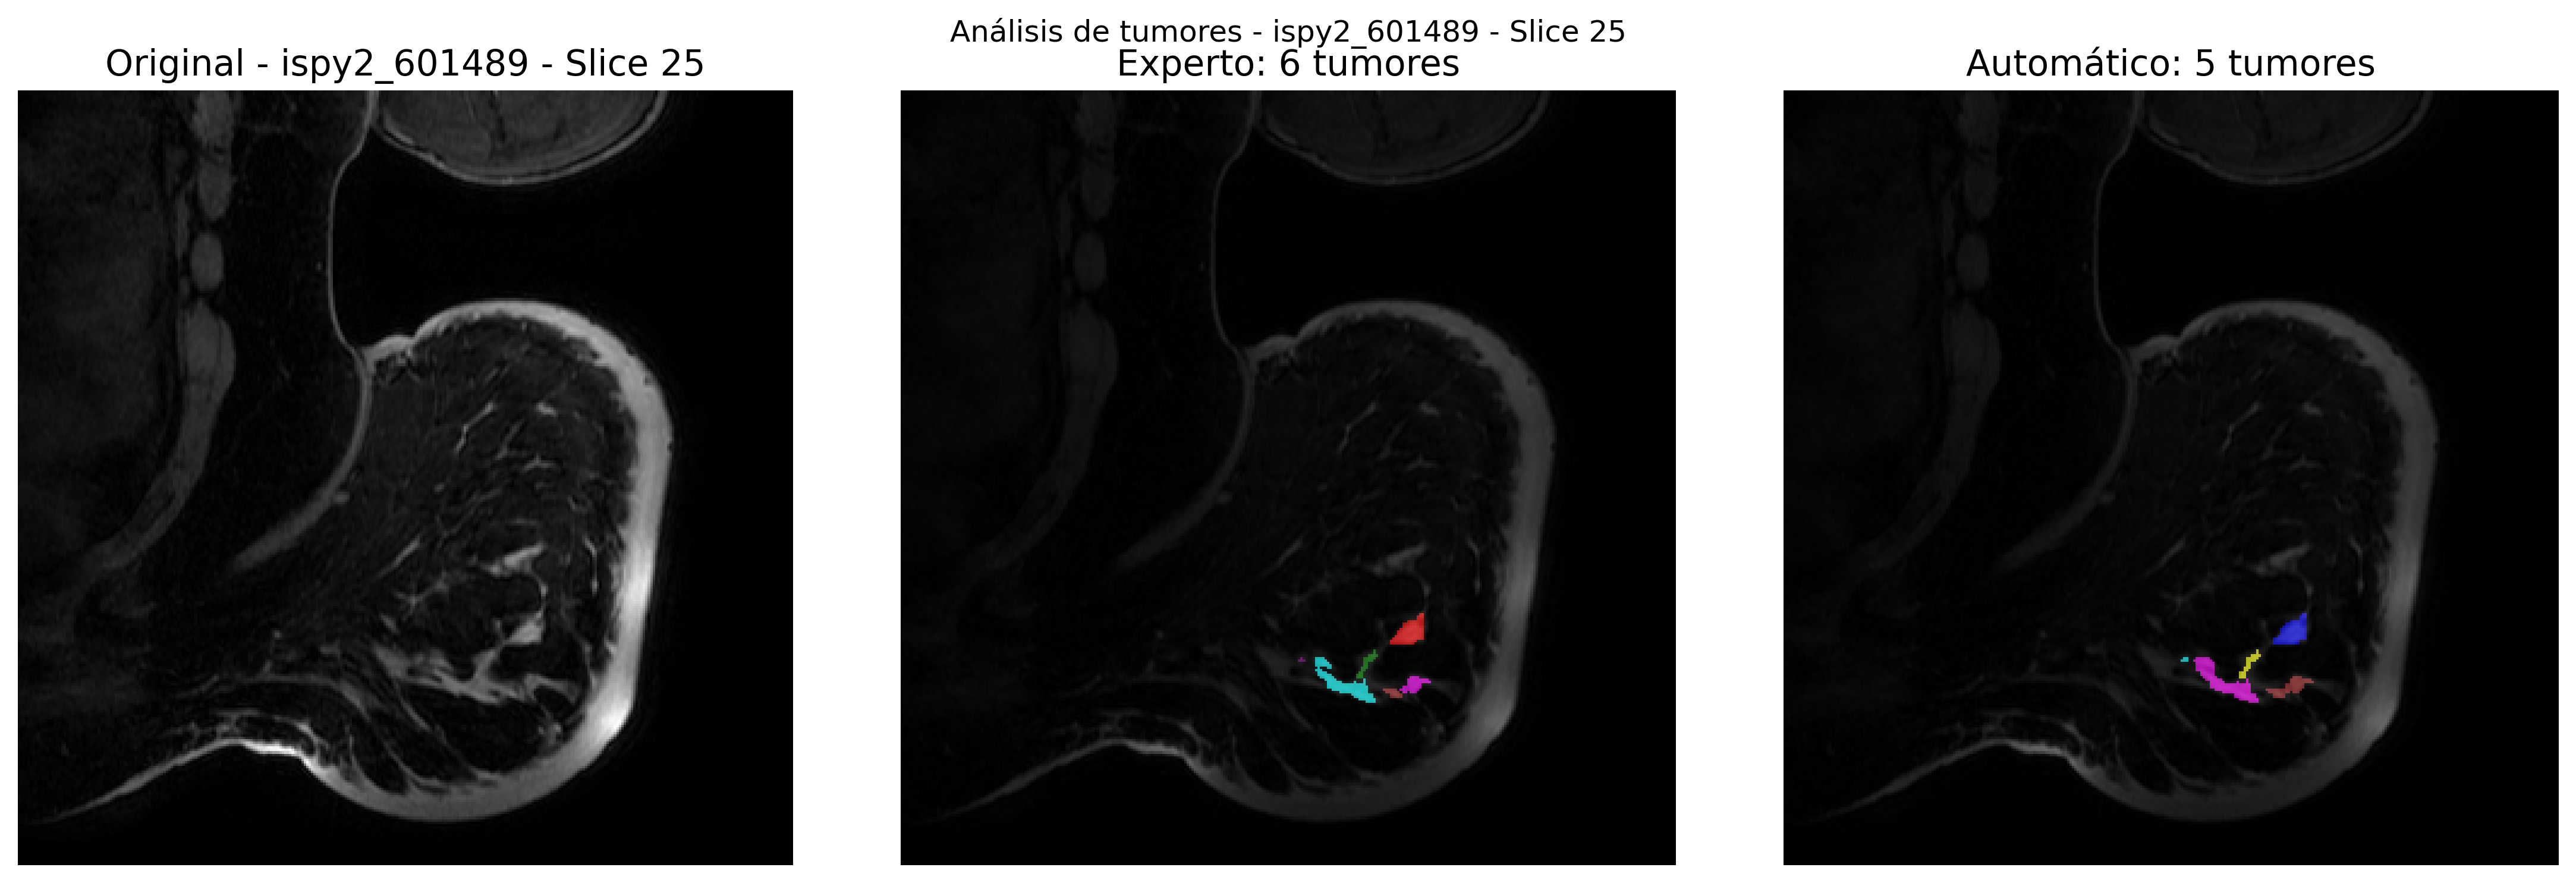 Análisis de tumores - ispy2_601489 - Slice 25
Original - ispy2_601489 - Slice 25
Experto: 6 tumores
Automático: 5 tumores